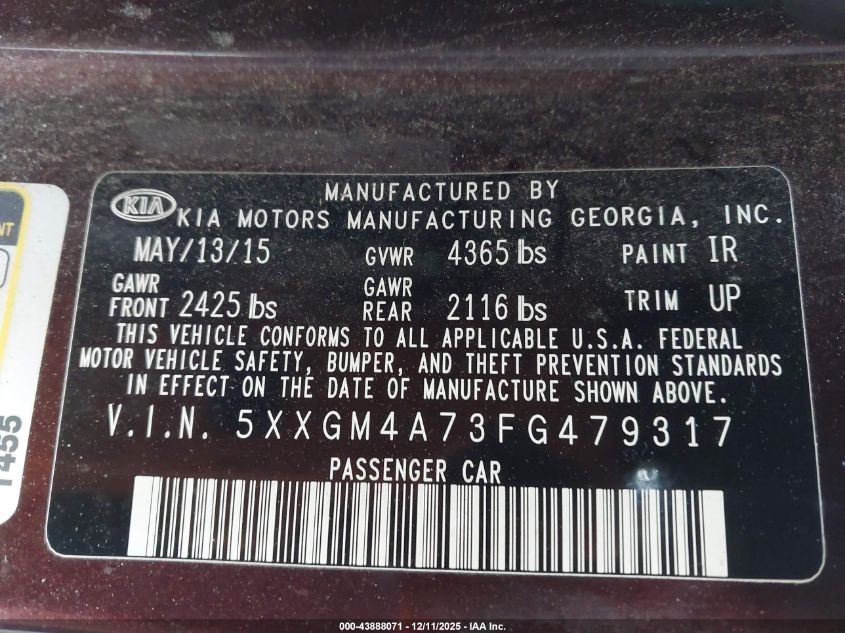 MANUFACTURED BY
KIA KIA MOTORS MANUFACTURING GEORGIA, INC.
MAY/13/15 GVWR 4365 lbs PAINT IR
GAWR FRONT 2425 lbs GAWR REAR 2116 lbs TRIM UP
THIS VEHICLE CONFORMS TO ALL APPLICABLE U.S.A. FEDERAL
MOTOR VEHICLE SAFETY, BUMPER, AND THEFT PREVENTION STANDARDS
IN EFFECT ON THE DATE OF MANUFACTURE SHOWN ABOVE.
V.I.N. 5XXGM4A73FG479317
PASSENGER CAR
000-43888071 - 12/11/2025 - IAA Inc.